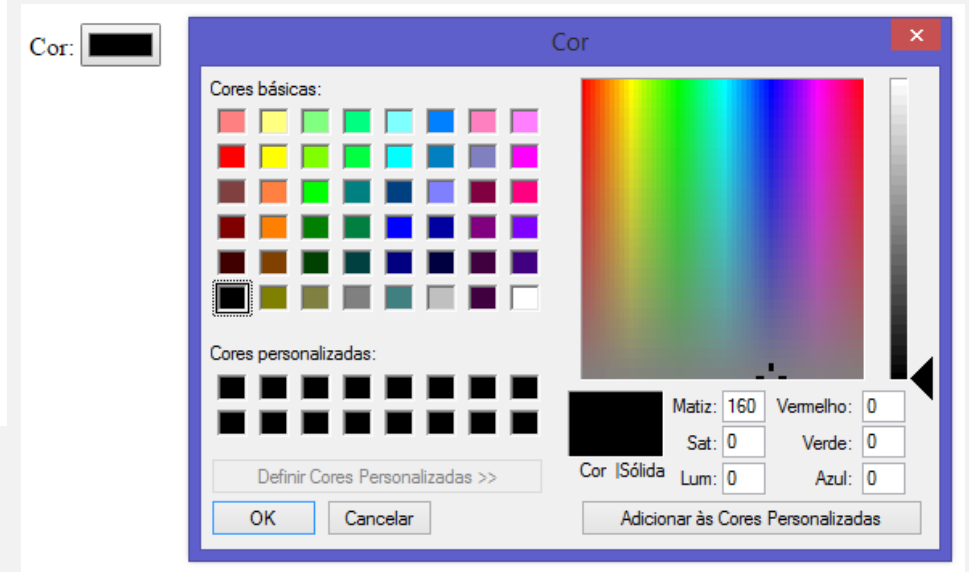 Cor:
Cor
Cores básicas:
Cores personalizadas:
Definir Cores Personalizadas >>
OK Cancelar
Matiz: 160 Vermelho: 0
Sat: 0 Verde: 0
Cor |Sólida
Lum: 0 Azul: 0
Adicionar às Cores Personalizadas